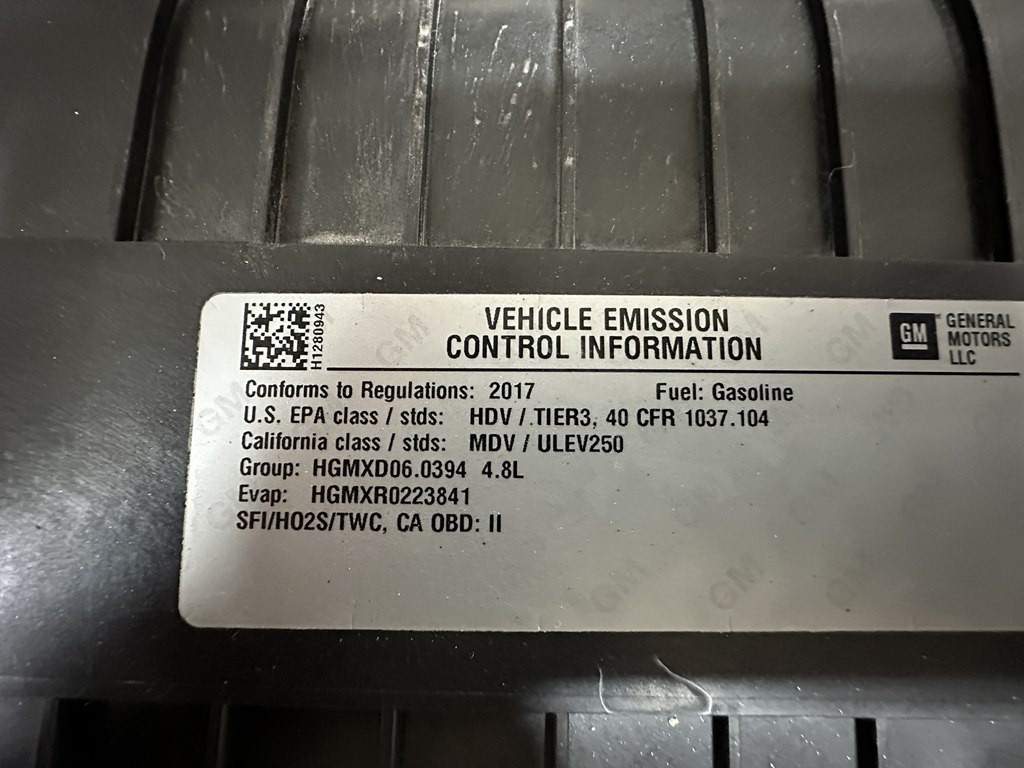 H1280943
VEHICLE EMISSION
CONTROL INFORMATION
GM
GENERAL
MOTORS
LLC
Conforms to Regulations: 2017 Fuel: Gasoline
U.S. EPA class / stds: HDV / TIER3, 40 CFR 1037.104
California class / stds: MDV / ULEV250
Group: HGMXD06.0394 4.8L
Evap: HGMXR0223841
SFI/HO2S/TWC, CA OBD: II